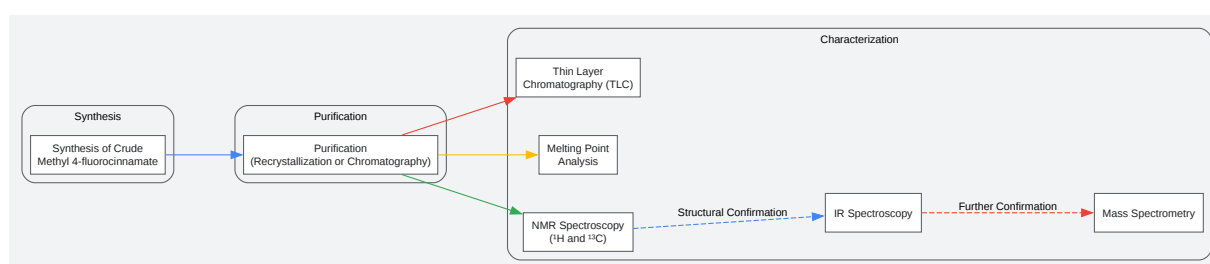 Characterization
Thin Layer
Chromatography (TLC)
Synthesis
Synthesis of Crude
Methyl 4-fluorocinnamate
Purification
Purification
(Recrystallization or Chromatography)
Melting Point
Analysis
NMR Spectroscopy
(¹H and ¹³C)
Structural Confirmation
IR Spectroscopy
Further Confirmation
Mass Spectrometry